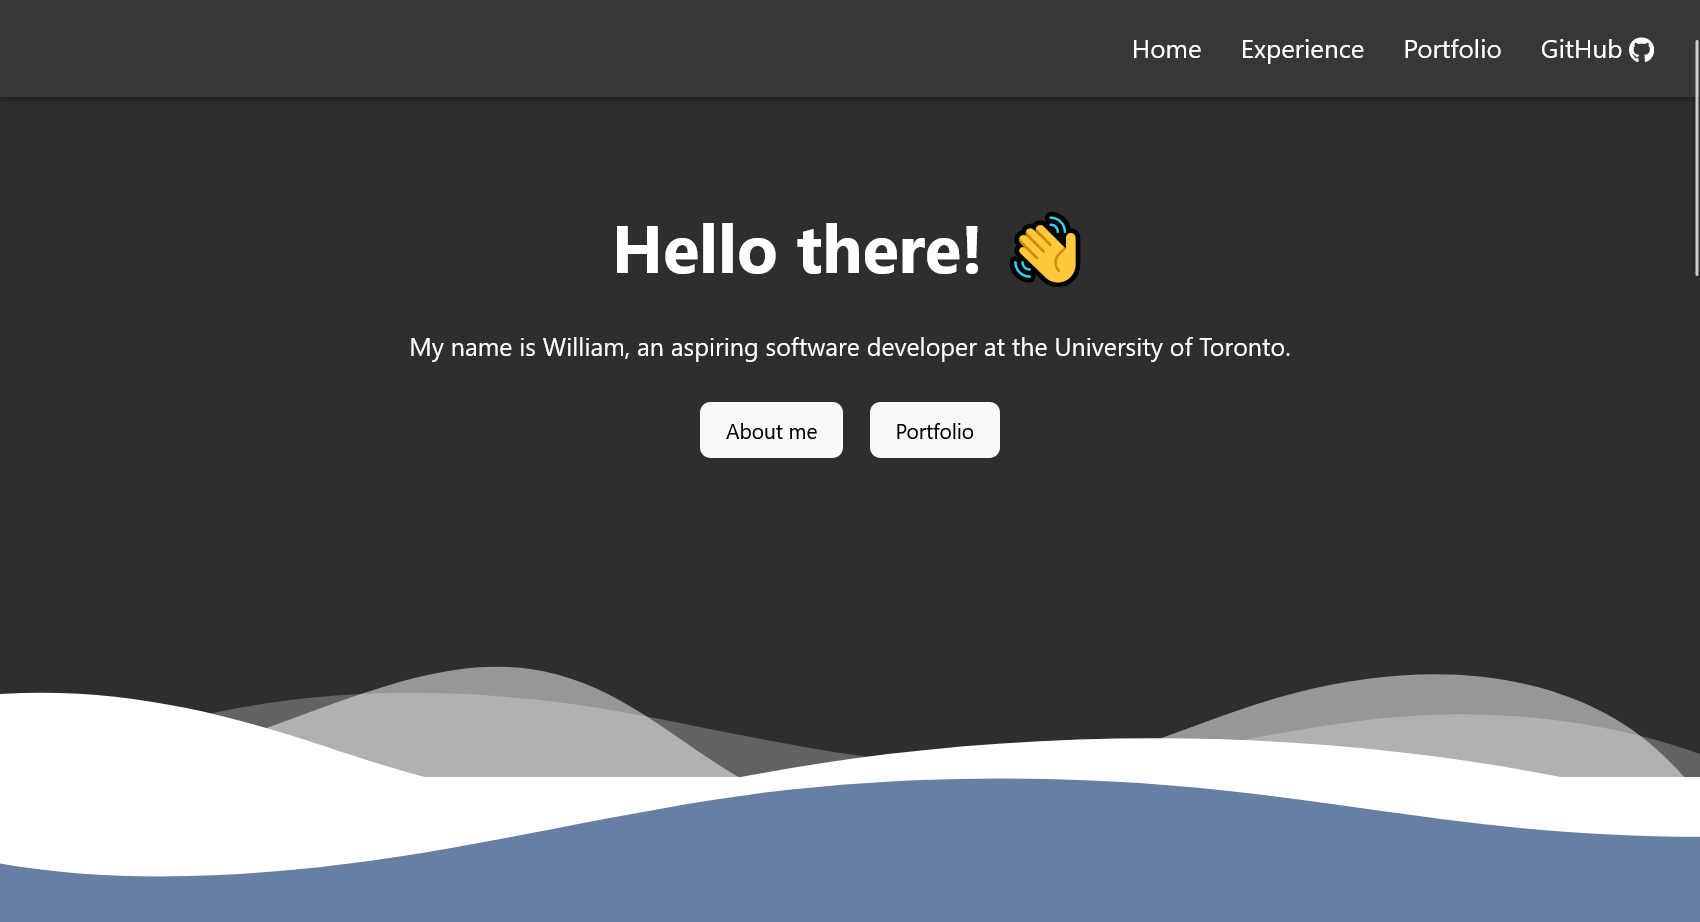 Home Experience Portfolio GitHub
Hello there! 👋
My name is William, an aspiring software developer at the University of Toronto.
About me Portfolio